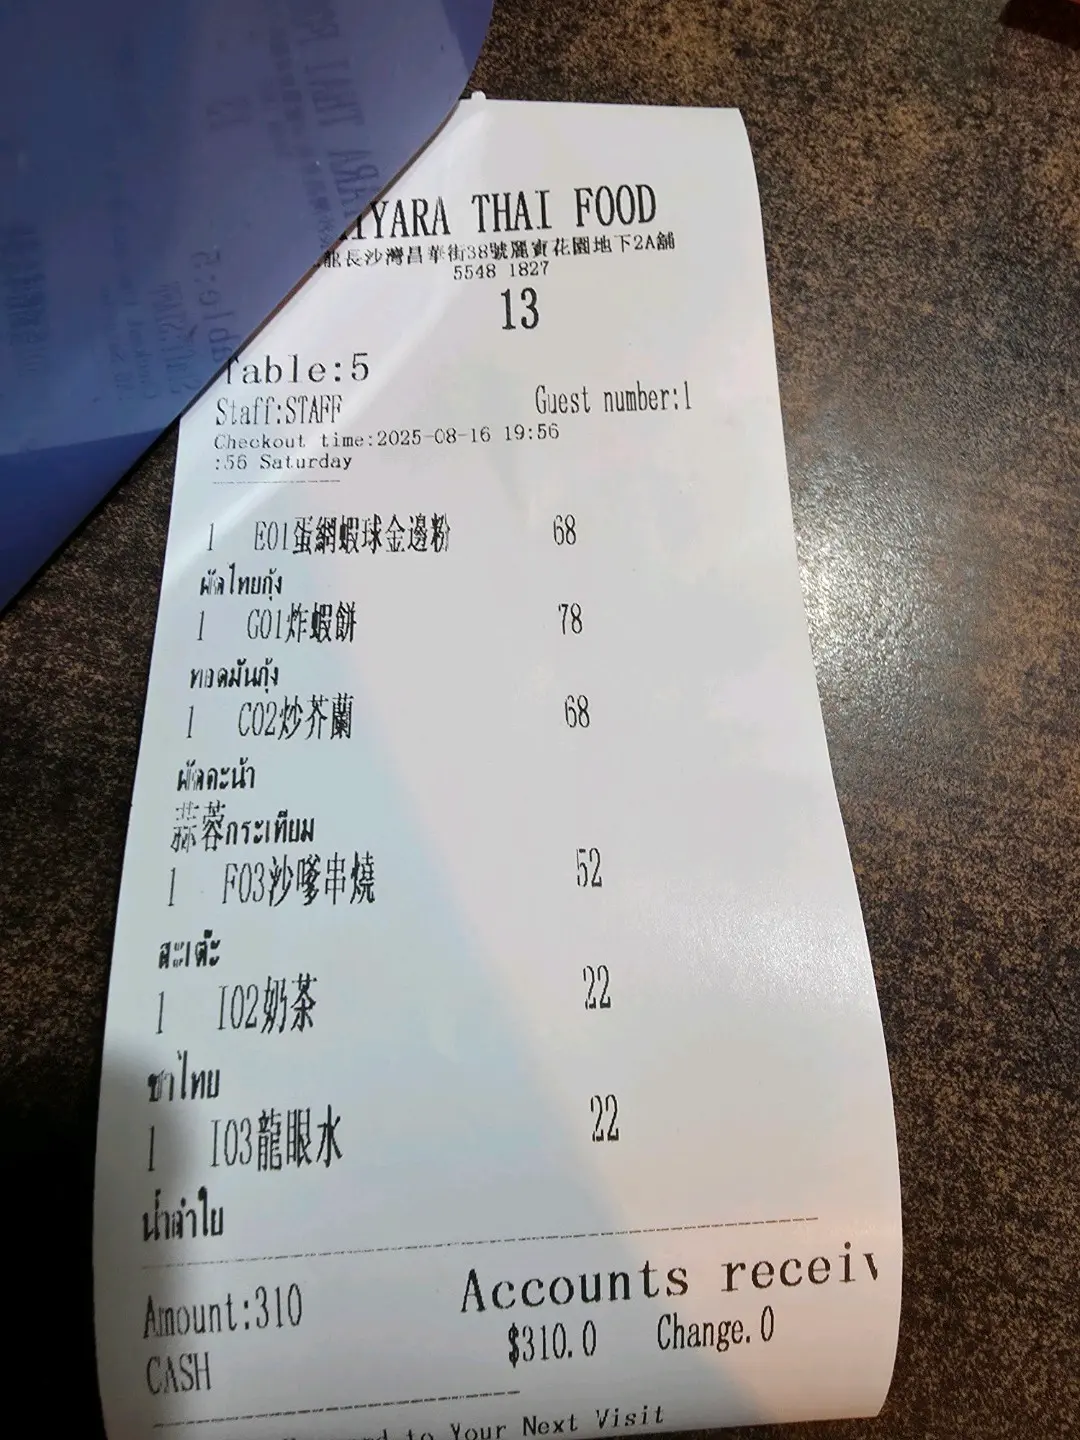 YARA THAI FOOD
龍長沙灣昌華街38號麗寶花園地下2A舖
5548 1827
13
Table:5
Staff:STAFF Guest number:1
Checkout time:2025-08-16 19:56
:56 Saturday
1 E01蛋網蝦球金邊粉 68
ผัดไทยกุ้ง
1 G01炸蝦餅 78
ทอดมันกุ้ง
1 C02炒芥蘭 68
ผัดคะน้า
蒜蓉กระเทียม
1 F03沙嗲串燒 52
สะเต๊ะ
1 I02奶茶 22
ชาไทย
1 I03龍眼水 22
น้ำลำใย
Amount:310 Accounts receiv
$310.0 Change.0
CASH
to Your Next Visit